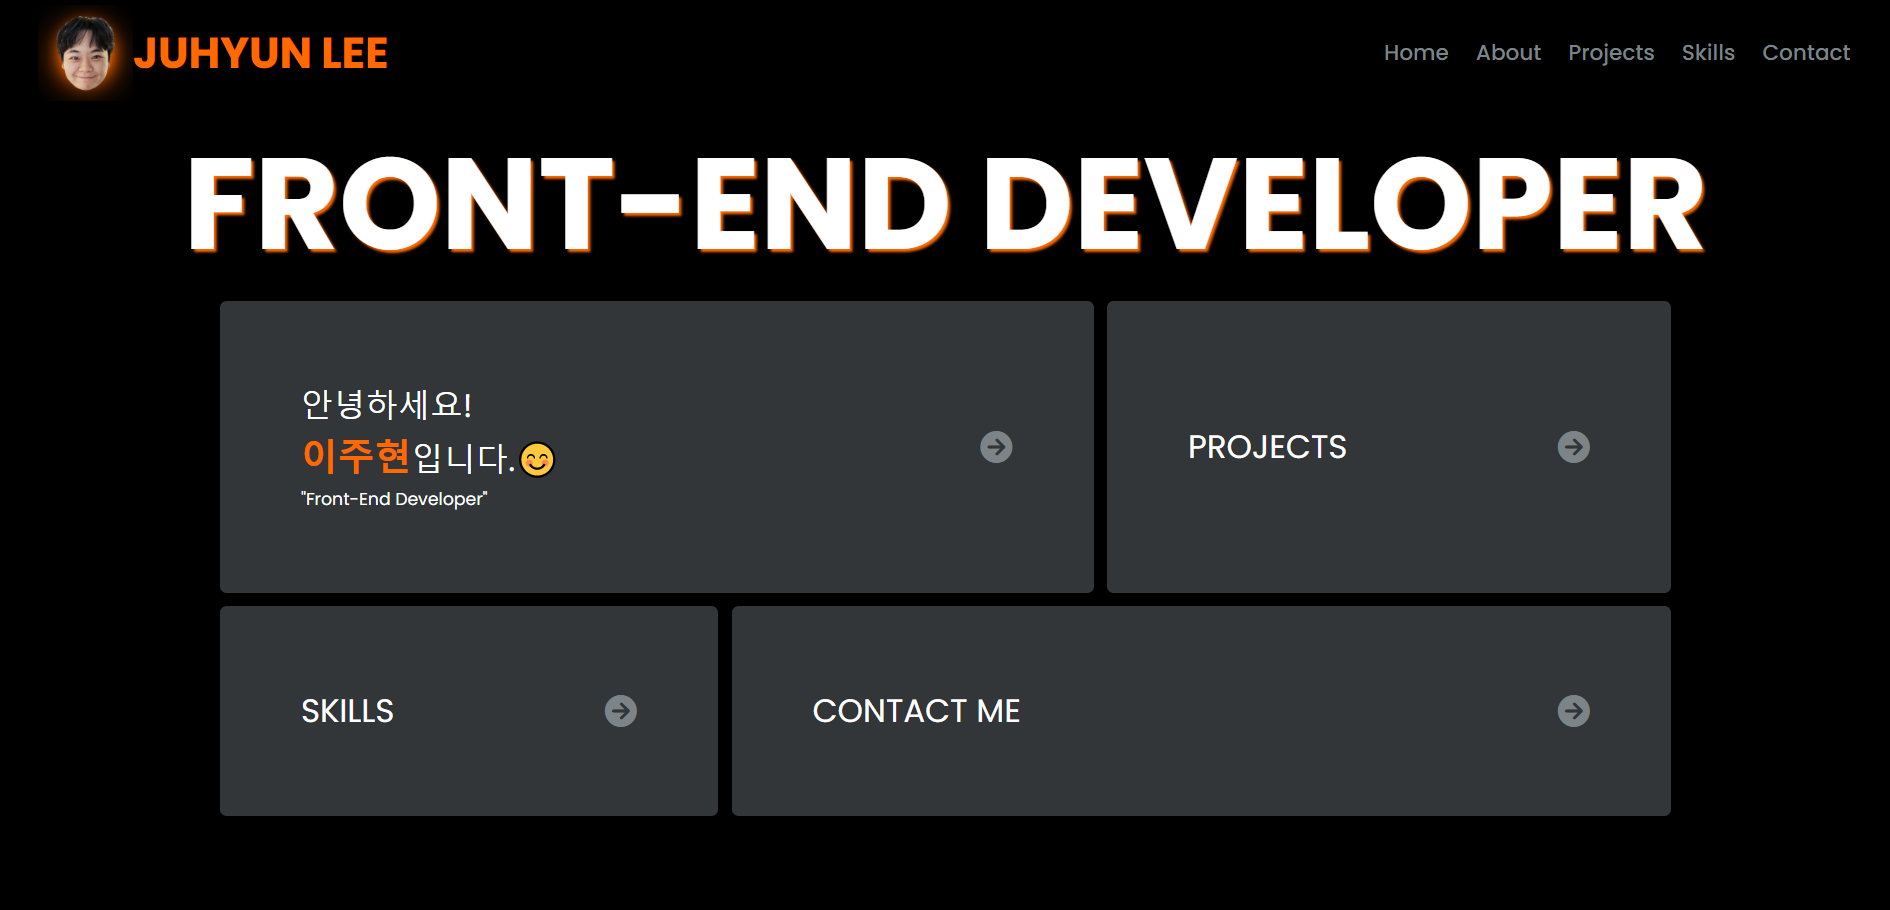 JUHYUN LEE
Home About Projects Skills Contact
FRONT-END DEVELOPER
안녕하세요!
이주현입니다.😊
"Front-End Developer"
PROJECTS
SKILLS
CONTACT ME